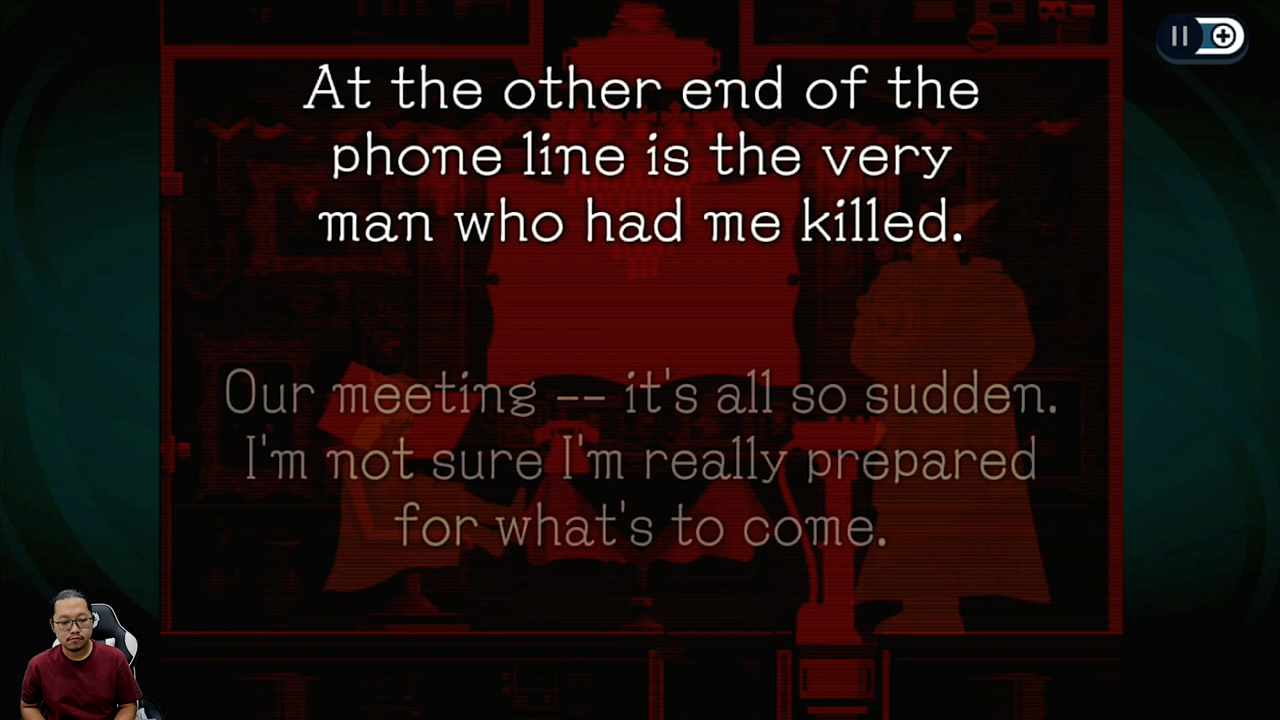 At the other end of the
phone line is the very
man who had me killed.
Our meeting -- it's all so sudden.
I'm not sure I'm really prepared
for what's to come.